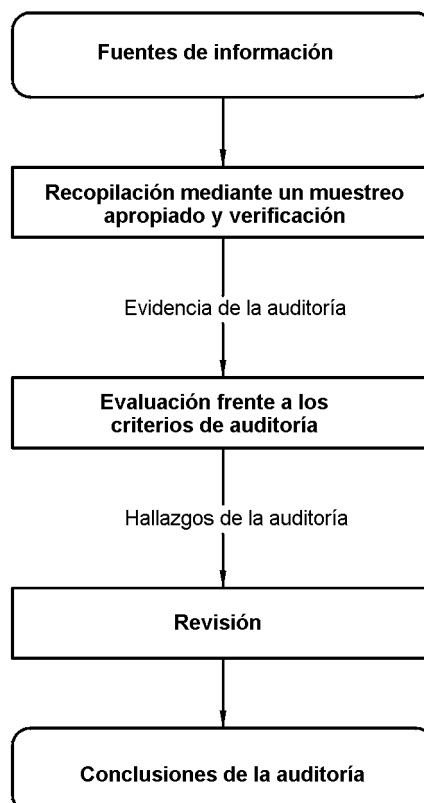 Fuentes de información
Recopilación mediante un muestreo
apropiado y verificación
Evidencia de la auditoría
Evaluación frente a los
criterios de auditoría
Hallazgos de la auditoría
Revisión
Conclusiones de la auditoría